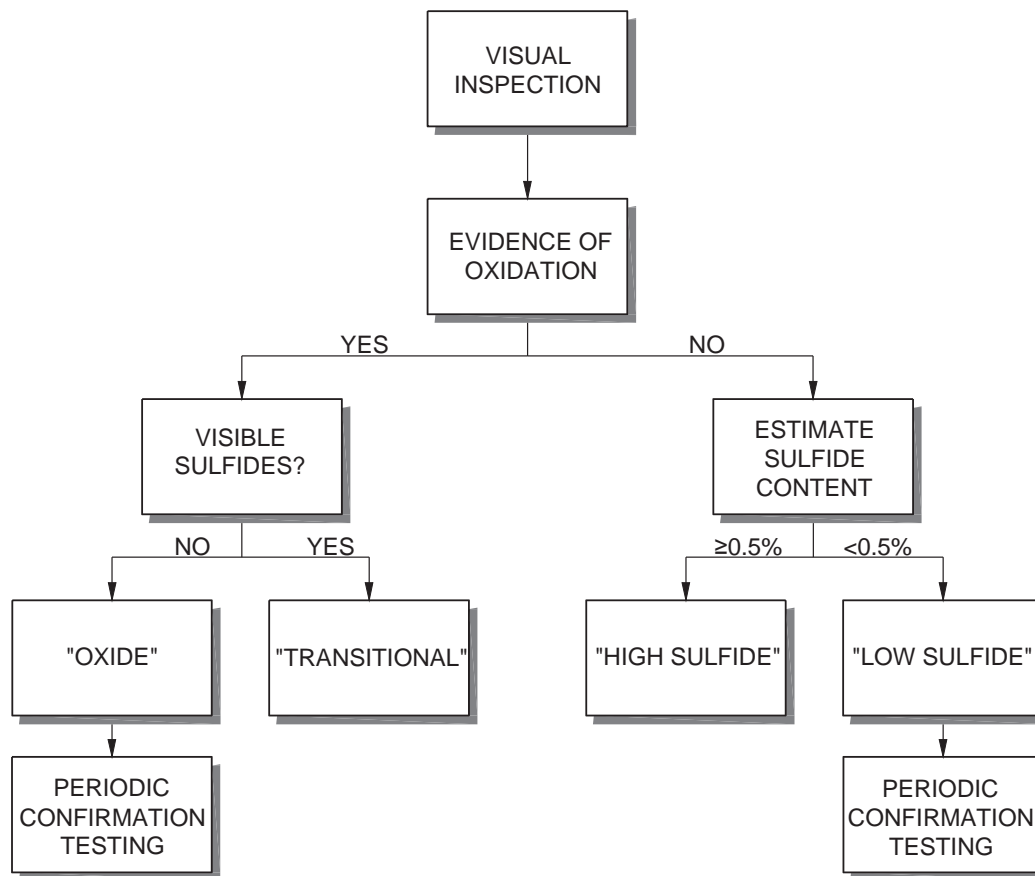 VISUAL
INSPECTION
EVIDENCE OF
OXIDATION
YES
NO
VISIBLE
SULFIDES?
ESTIMATE
SULFIDE
CONTENT
NO
YES
≥0.5%
<0.5%
"OXIDE"
"TRANSITIONAL"
"HIGH SULFIDE"
"LOW SULFIDE"
PERIODIC
CONFIRMATION
TESTING
PERIODIC
CONFIRMATION
TESTING